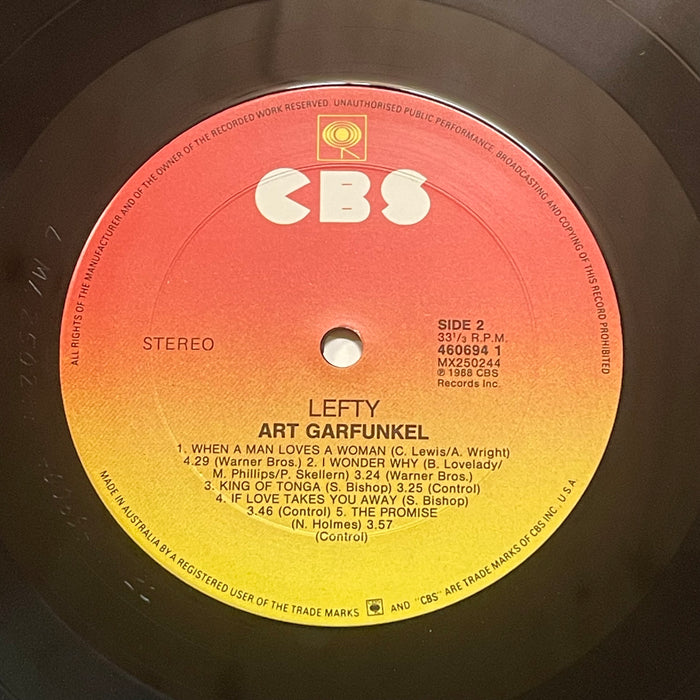 ALL RIGHTS OF THE MANUFACTURER AND OF THE OWNER OF THE RECORDED WORK RESERVED. UNAUTHORISED PUBLIC PERFORMANCE, BROADCASTING AND COPYING OF THIS RECORD PROHIBITED
CBS
STEREO
SIDE 2
33 1/3 R.P.M.
460694 1
MX250244
℗ 1988 CBS
Records Inc.
LEFTY
ART GARFUNKEL
1. WHEN A MAN LOVES A WOMAN (C. Lewis/A. Wright)
4.29 (Warner Bros.) 2. I WONDER WHY (B. Lovelady/
M. Phillips/P. Skellern) 3.24 (Warner Bros.)
3. KING OF TONGA (S. Bishop) 3.25 (Control)
4. IF LOVE TAKES YOU AWAY (S. Bishop)
3.46 (Control) 5. THE PROMISE
(N. Holmes) 3.57
(Control)
MADE IN AUSTRALIA BY A REGISTERED USER OF THE TRADE MARKS AND "CBS" ARE TRADE MARKS OF CBS INC., U.S.A.